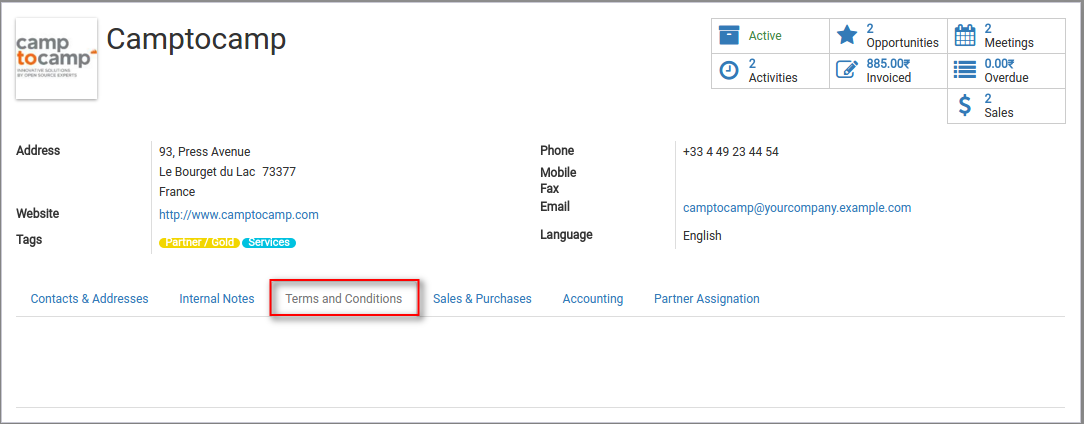 camp
tocamp
INNOVATIVE SOLUTIONS
BY OPEN SOURCE EXPERTS
Camptocamp
Active
2
Opportunities
2
Meetings
2
Activities
885.00₹
Invoiced
0.00₹
Overdue
2
Sales
Address
93, Press Avenue
Le Bourget du Lac 73377
France
Website
http://www.camptocamp.com
Tags
Partner / Gold Services
Phone
+33 4 49 23 44 54
Mobile
Fax
Email
camptocamp@yourcompany.example.com
Language
English
Contacts & Addresses Internal Notes Terms and Conditions Sales & Purchases Accounting Partner Assignation